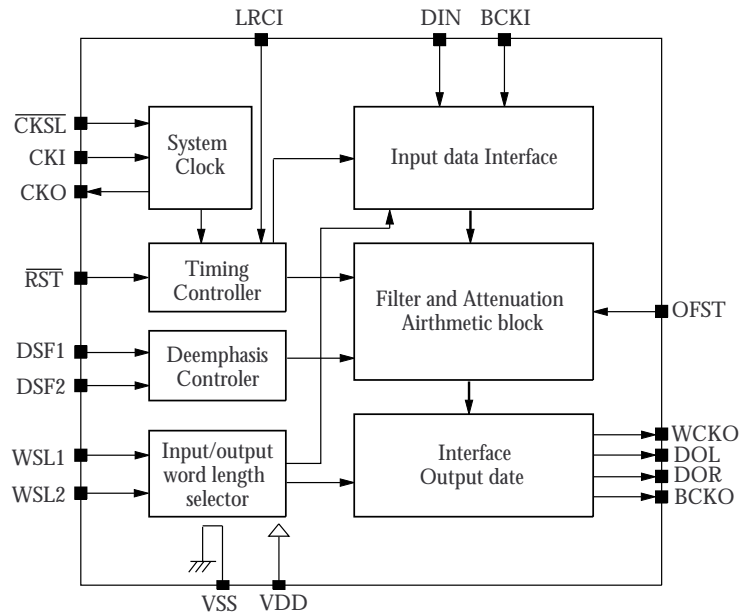 LRCI
DIN
BCKI
CKSL
CKI
CKO
System
Clock
Input data Interface
RST
Timing
Controller
Filter and Attenuation
Airthmetic block
OFST
DSF1
DSF2
Deemphasis
Controler
WSL1
WSL2
Input/output
word length
selector
Interface
Output date
WCKO
DOL
DOR
BCKO
VSS
VDD